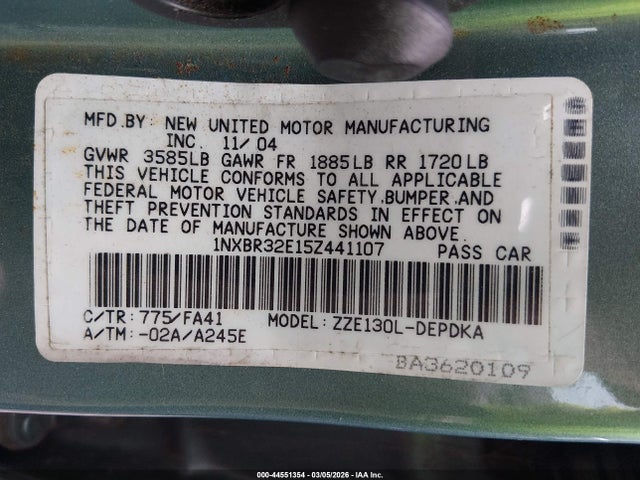 MFD.BY: NEW UNITED MOTOR MANUFACTURING
INC. 11/04
GVWR 3585LB GAWR FR 1885LB RR 1720LB
THIS VEHICLE CONFORMS TO ALL APPLICABLE
FEDERAL MOTOR VEHICLE SAFETY,BUMPER,AND
THEFT PREVENTION STANDARDS IN EFFECT ON
THE DATE OF MANUFACTURE SHOWN ABOVE.
1NXBR32E15Z441107 PASS CAR
C/TR: 775/FA41 MODEL: ZZE130L-DEPDKA
A/TM: -02A/A245E
BA3620109
000-44551354 - 03/05/2026 - IAA Inc.